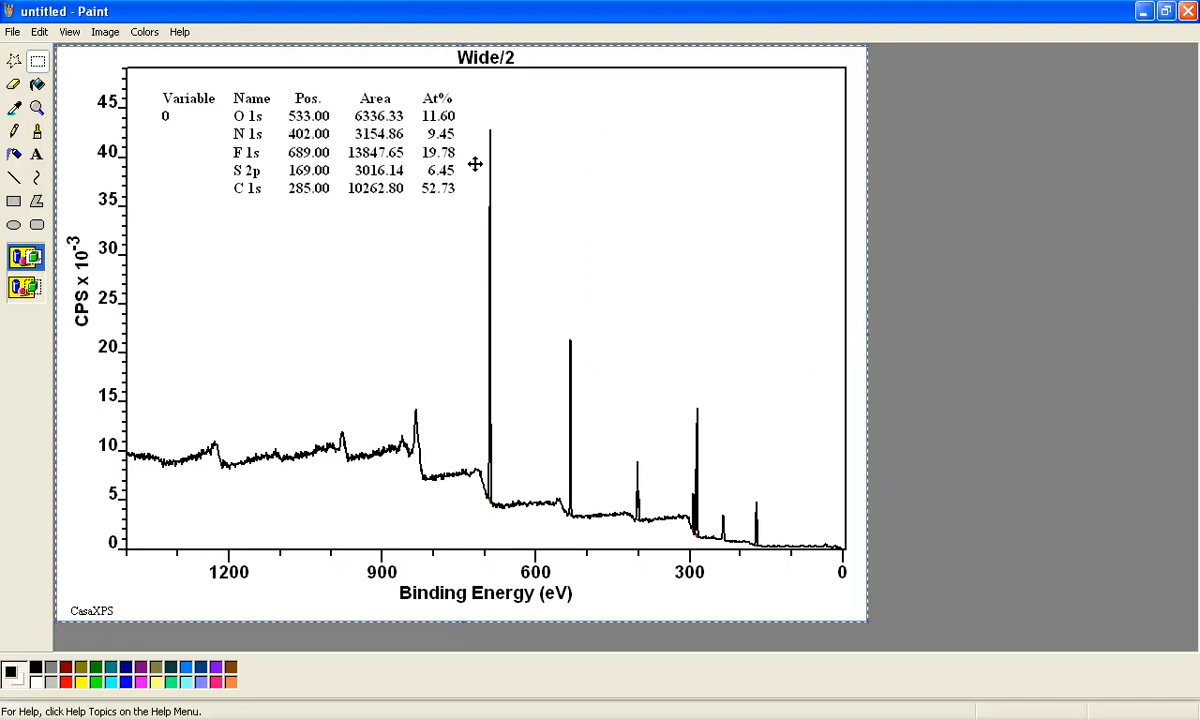 untitled - Paint
File Edit View Image Colors Help
Wide/2
Variable Name Pos. Area At%
0 O 1s 533.00 6336.33 11.60
N 1s 402.00 3154.86 9.45
F 1s 689.00 13847.65 19.78
S 2p 169.00 3016.14 6.45
C 1s 285.00 10262.80 52.73
45
40
35
30
25
20
15
10
5
0
CPS x 10-3
1200 900 600 300 0
Binding Energy (eV)
CasaXPS
A
For Help, click Help Topics on the Help Menu.